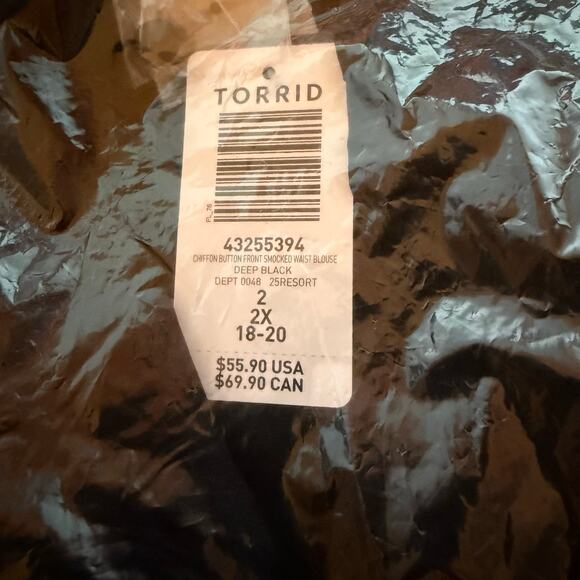 TORRID
FL_26
43255394
CHIFFON BUTTON FRONT SMOCKED WAIST BLOUSE
DEEP BLACK
DEPT 0048 25RESORT
2
2X
18-20
$55.90 USA
$69.90 CAN